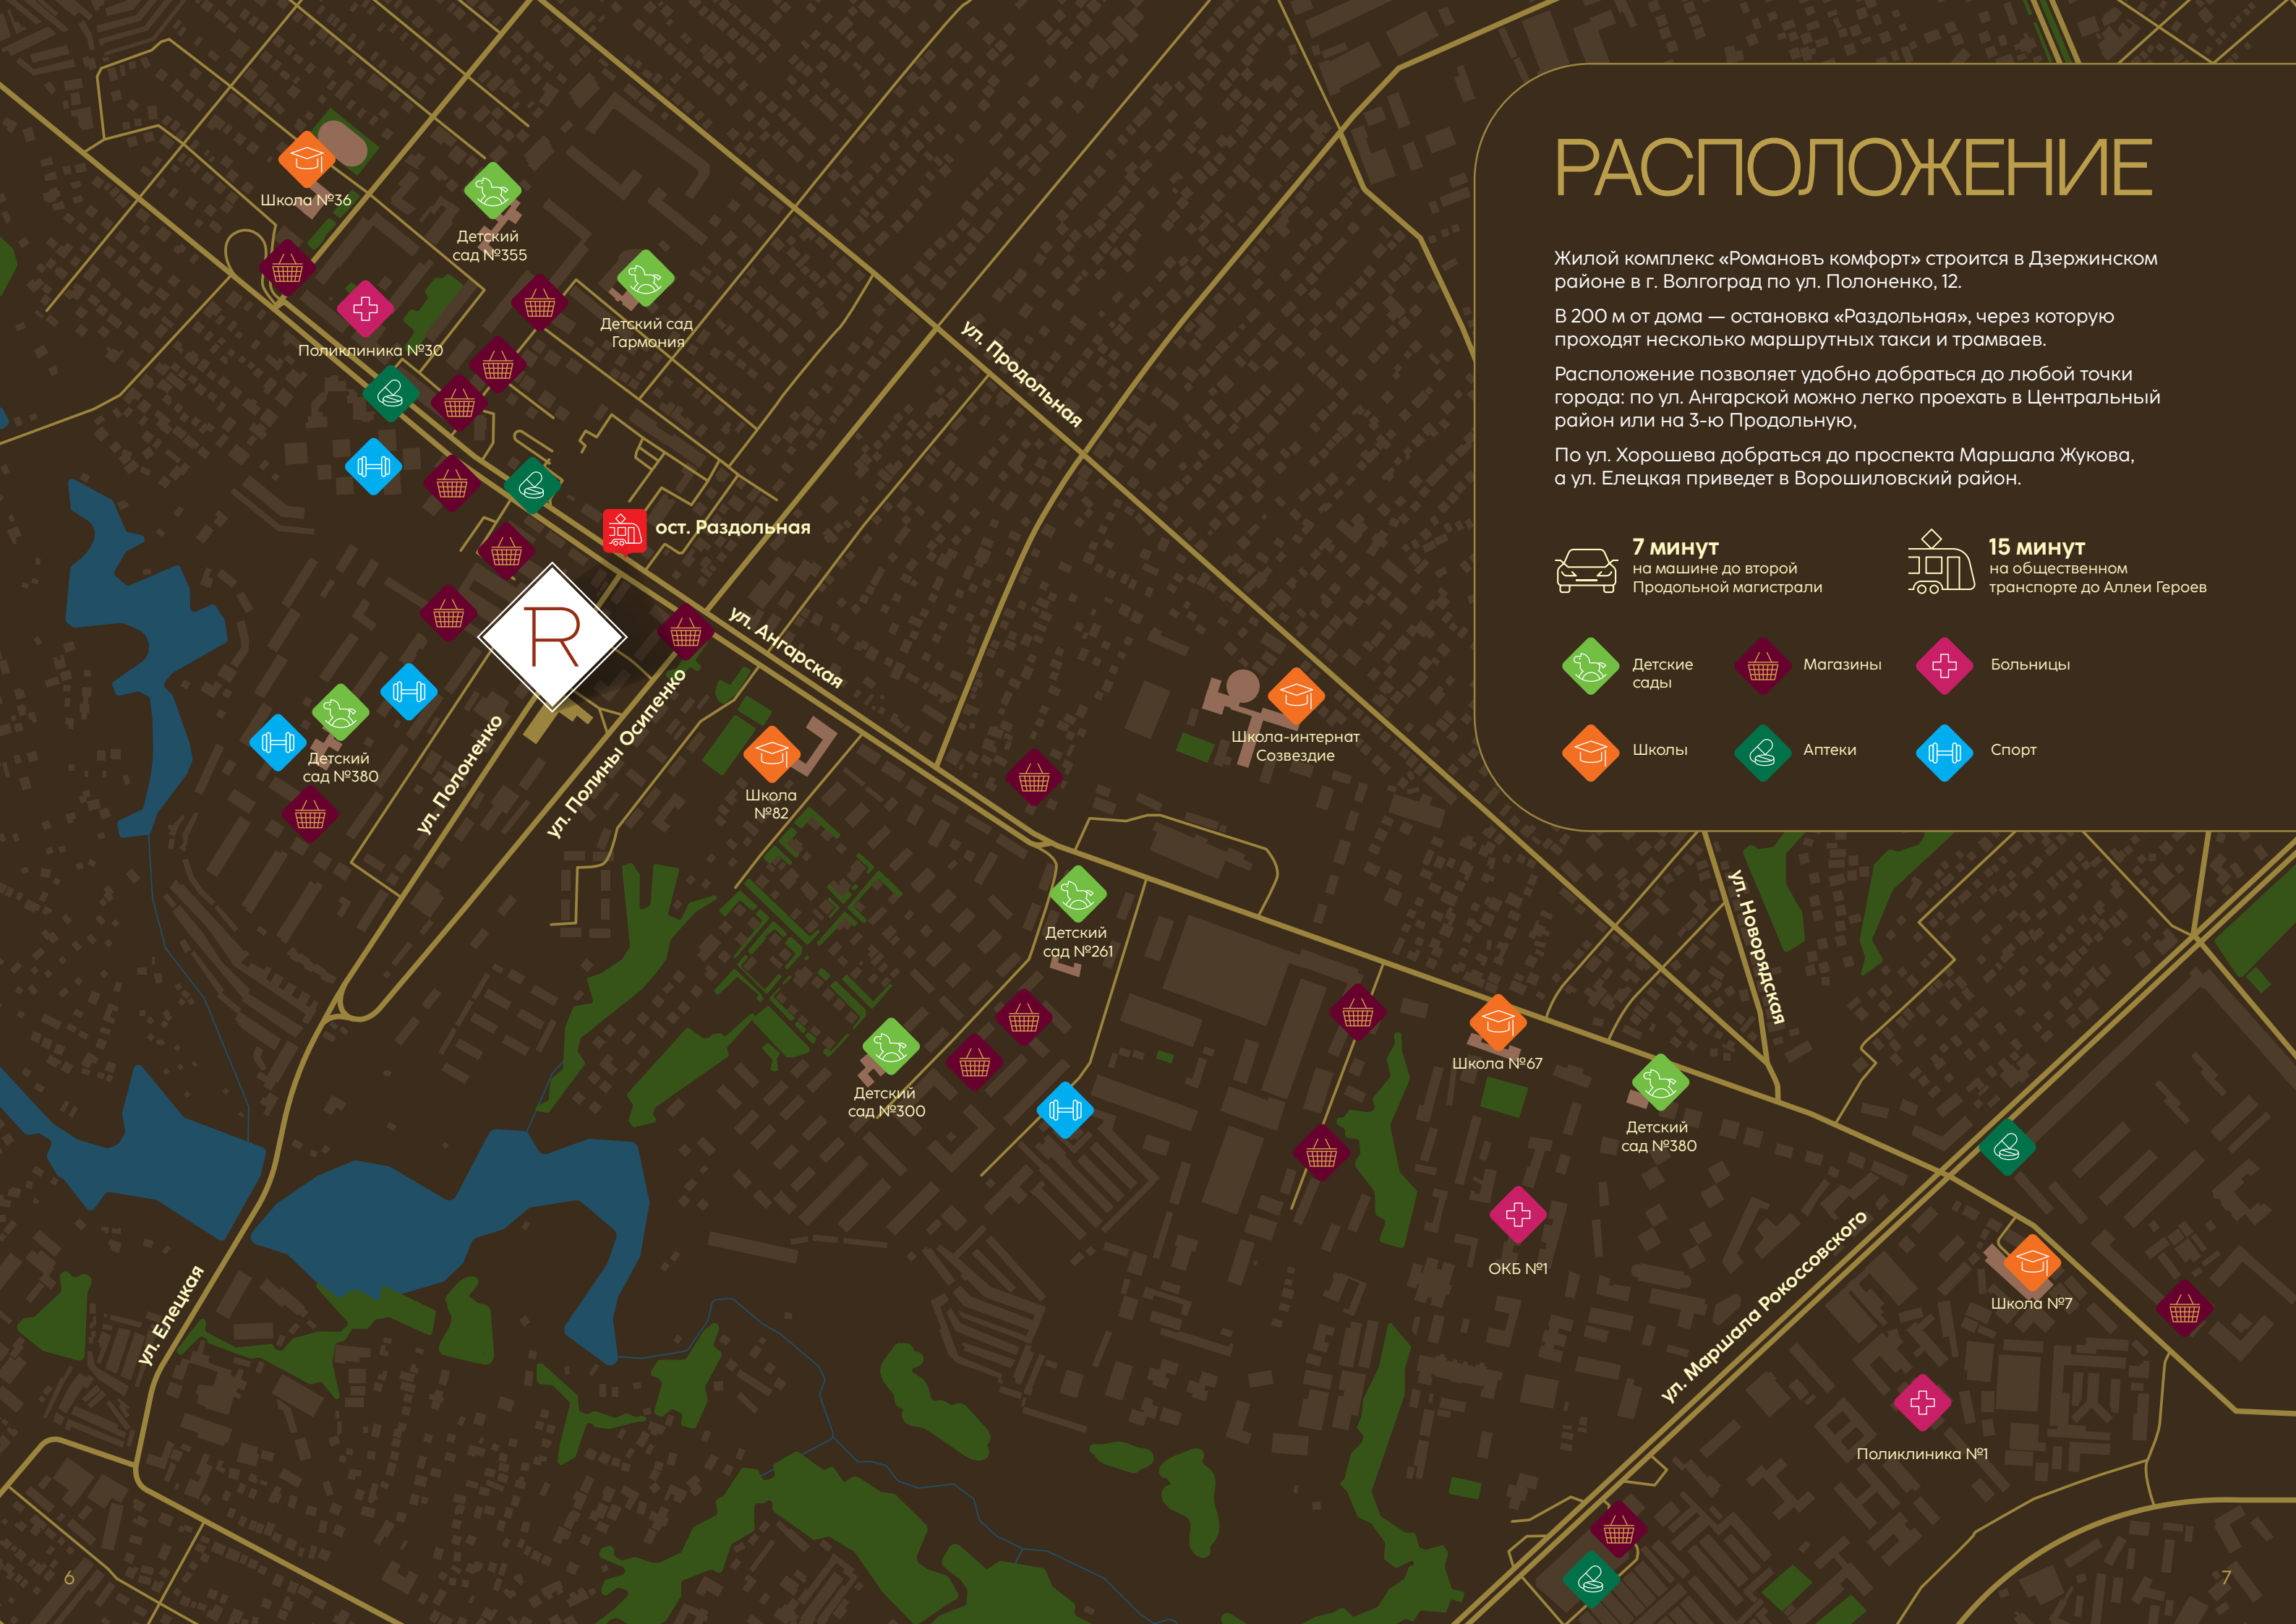 РАСПОЛОЖЕНИЕ
Жилой комплекс «Романовъ комфорт» строится в Дзержинском
районе в г. Волгоград по ул. Полоненко, 12.
В 200 м от дома — остановка «Раздольная», через которую
проходят несколько маршрутных такси и трамваев.
Расположение позволяет удобно добраться до любой точки
города: по ул. Ангарской можно легко проехать в Центральный
район или на 3-ю Продольную,
По ул. Хорошева добраться до проспекта Маршала Жукова,
а ул. Елецкая приведет в Ворошиловский район.
7 минут
на машине до второй
Продольной магистрали
15 минут
на общественном
транспорте до Аллеи Героев
Детские
сады
Магазины
Больницы
Школы
Аптеки
Спорт
Школа №36
Детский
сад №355
Детский сад
Гармония
Поликлиника №30
ул. Продольная
ост. Раздольная
R
ул. Ангарская
ул. Полоненко
ул. Полины Осипенко
Детский
сад №380
Школа
№82
Школа-интернат
Созвездие
Детский
сад №261
ул. Новорядская
Детский
сад №300
Школа №67
Детский
сад №380
ОКБ №1
ул. Елецкая
ул. Маршала Рокоссовского
Школа №7
Поликлиника №1
6
7